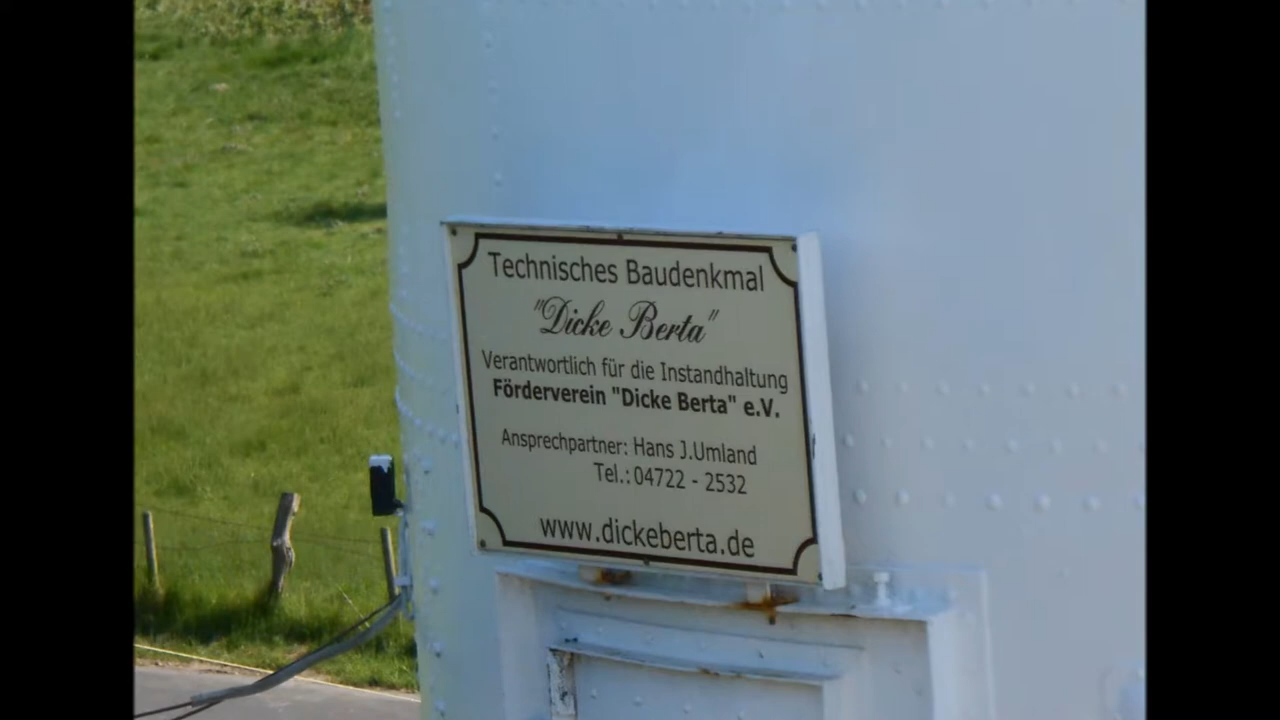 Technisches Baudenkmal
"Dicke Berta"
Verantwortlich für die Instandhaltung
Förderverein "Dicke Berta" e.V.
Ansprechpartner: Hans J.Umland
Tel.: 04722 - 2532
www.dickeberta.de